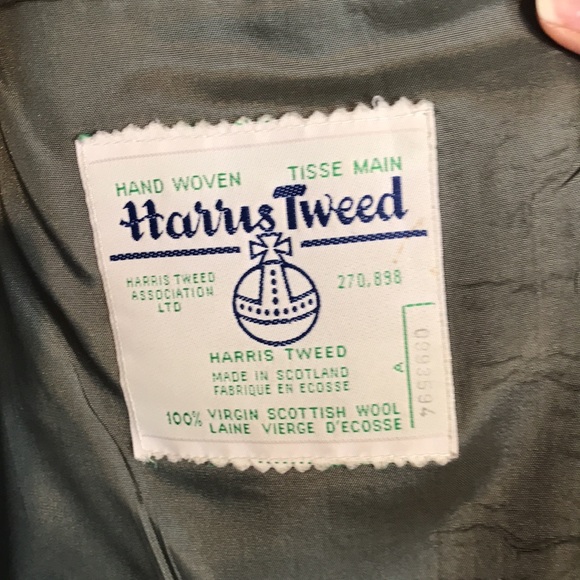 HAND WOVEN TISSE MAIN
Harris Tweed
HARRIS TWEED
ASSOCIATION
LTD
270,898
HARRIS TWEED
MADE IN SCOTLAND
FABRIQUE EN ECOSSE
100% VIRGIN SCOTTISH WOOL
LAINE VIERGE D'ECOSSE
A
0993594